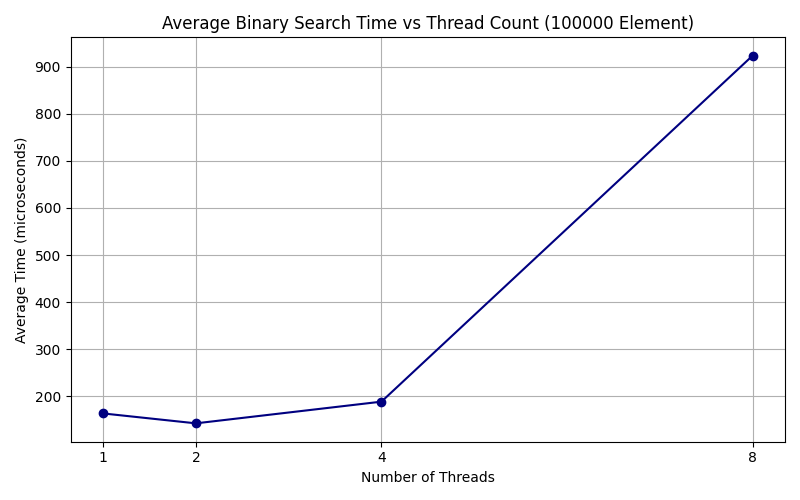 Average Binary Search Time vs Thread Count (100000 Element)
Average Time (microseconds)
900
800
700
600
500
400
300
200
1 2 4 8
Number of Threads